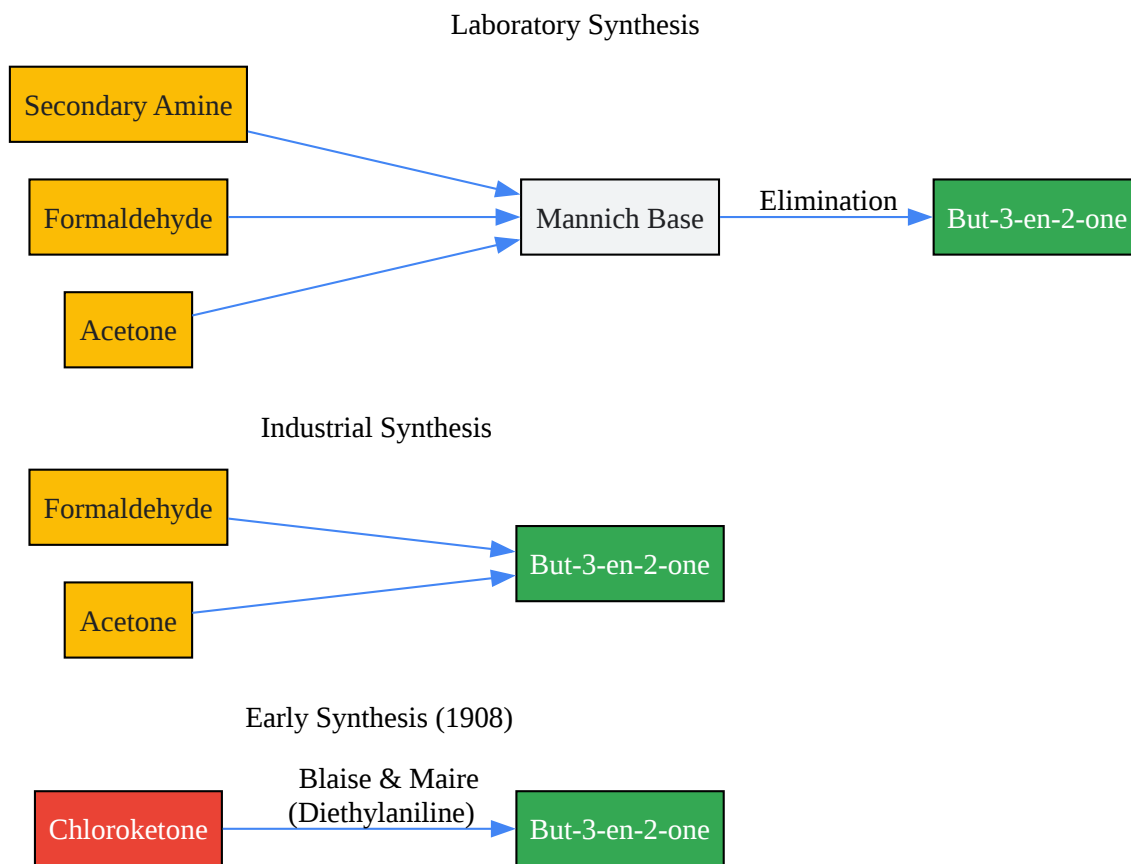 Laboratory Synthesis
Secondary Amine
Formaldehyde
Acetone
Mannich Base
Elimination
But-3-en-2-one
Industrial Synthesis
Formaldehyde
Acetone
But-3-en-2-one
Early Synthesis (1908)
Chloroketone
Blaise & Maire
(Diethylaniline)
But-3-en-2-one